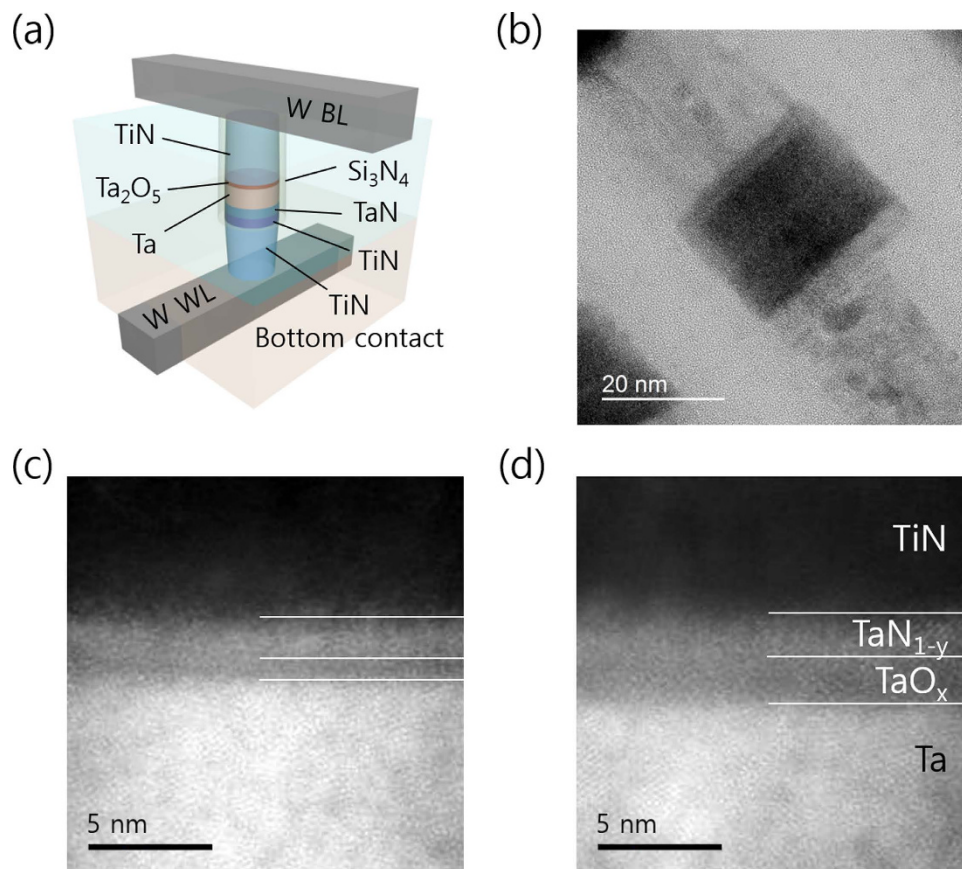 (a)
W BL
TiN
Ta₂O₅
Si₃N₄
TaN
Ta
TiN
W WL
TiN
Bottom contact
(b)
20 nm
(c)
5 nm
(d)
TiN
TaN₁₋y
TaOₓ
Ta
5 nm